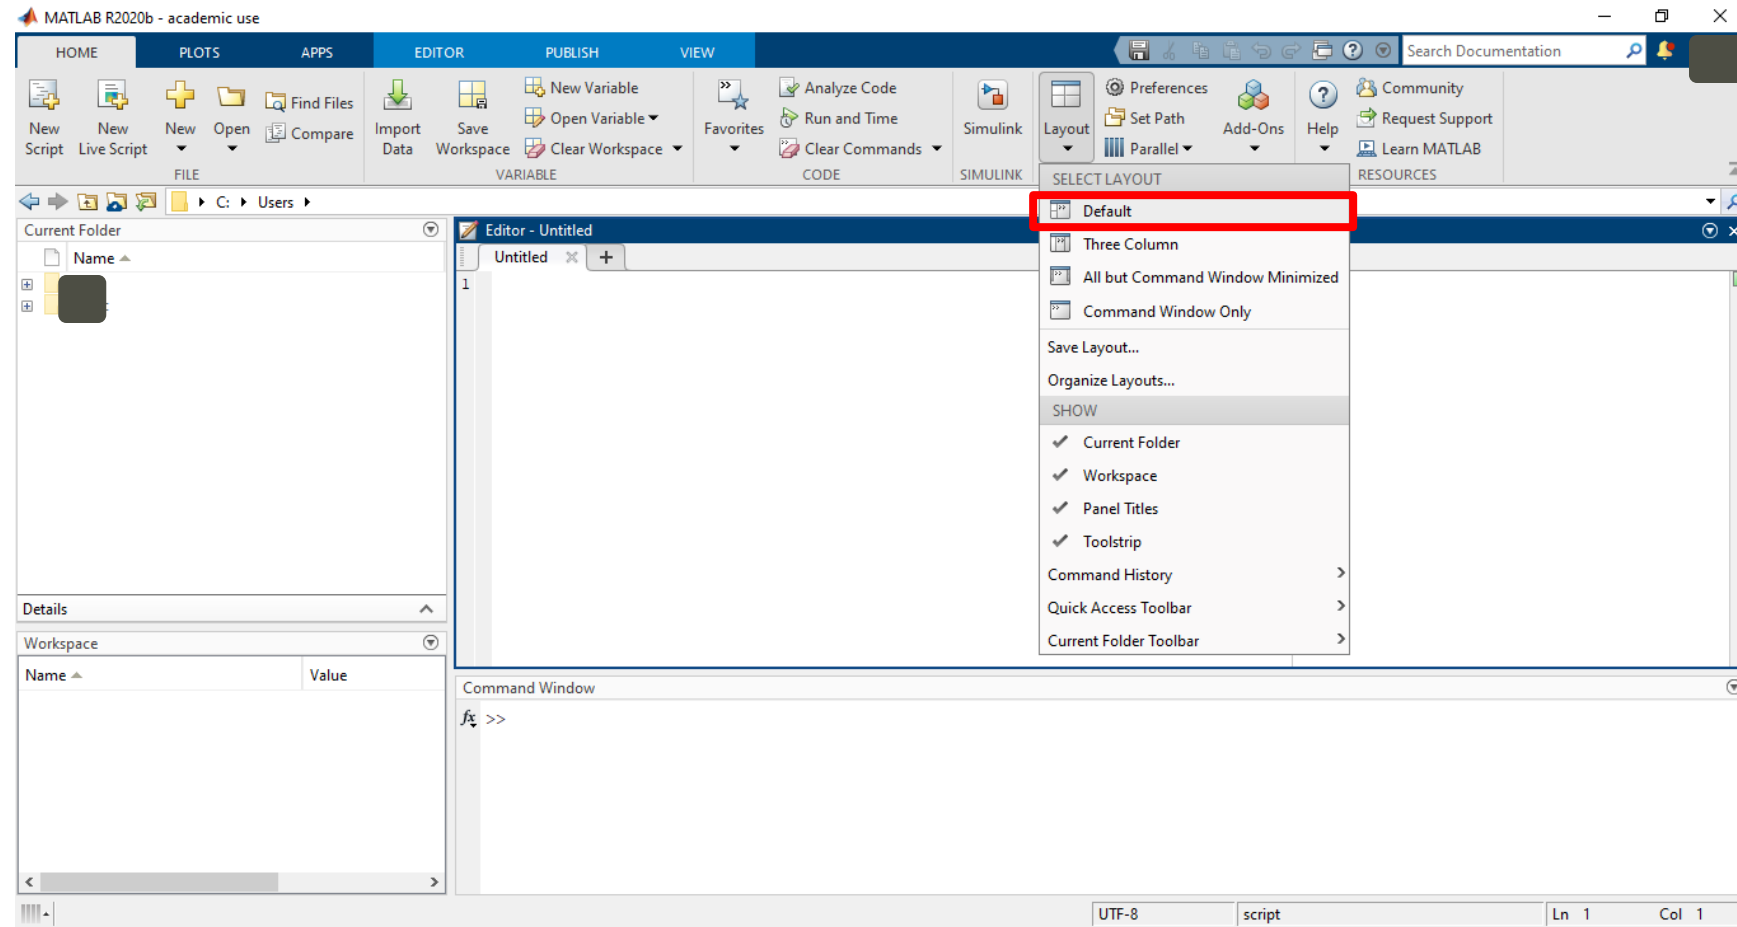 MATLAB R2020b - academic use
HOME PLOTS APPS EDITOR PUBLISH VIEW
Search Documentation
New Script
New Live Script
New
Open
Find Files
Compare
FILE
Import Data
Save Workspace
New Variable
Open Variable
Clear Workspace
VARIABLE
Favorites
Analyze Code
Run and Time
Clear Commands
CODE
Simulink
SIMULINK
Layout
Preferences
Set Path
Parallel
Add-Ons
Help
Community
Request Support
Learn MATLAB
RESOURCES
C: Users
SELECT LAYOUT
Default
Three Column
All but Command Window Minimized
Command Window Only
Save Layout...
Organize Layouts...
SHOW
Current Folder
Workspace
Panel Titles
Toolstrip
Command History
Quick Access Toolbar
Current Folder Toolbar
Current Folder
Name
Details
Workspace
Name Value
Editor - Untitled
Untitled
1
Command Window
fx >>
UTF-8 script Ln 1 Col 1